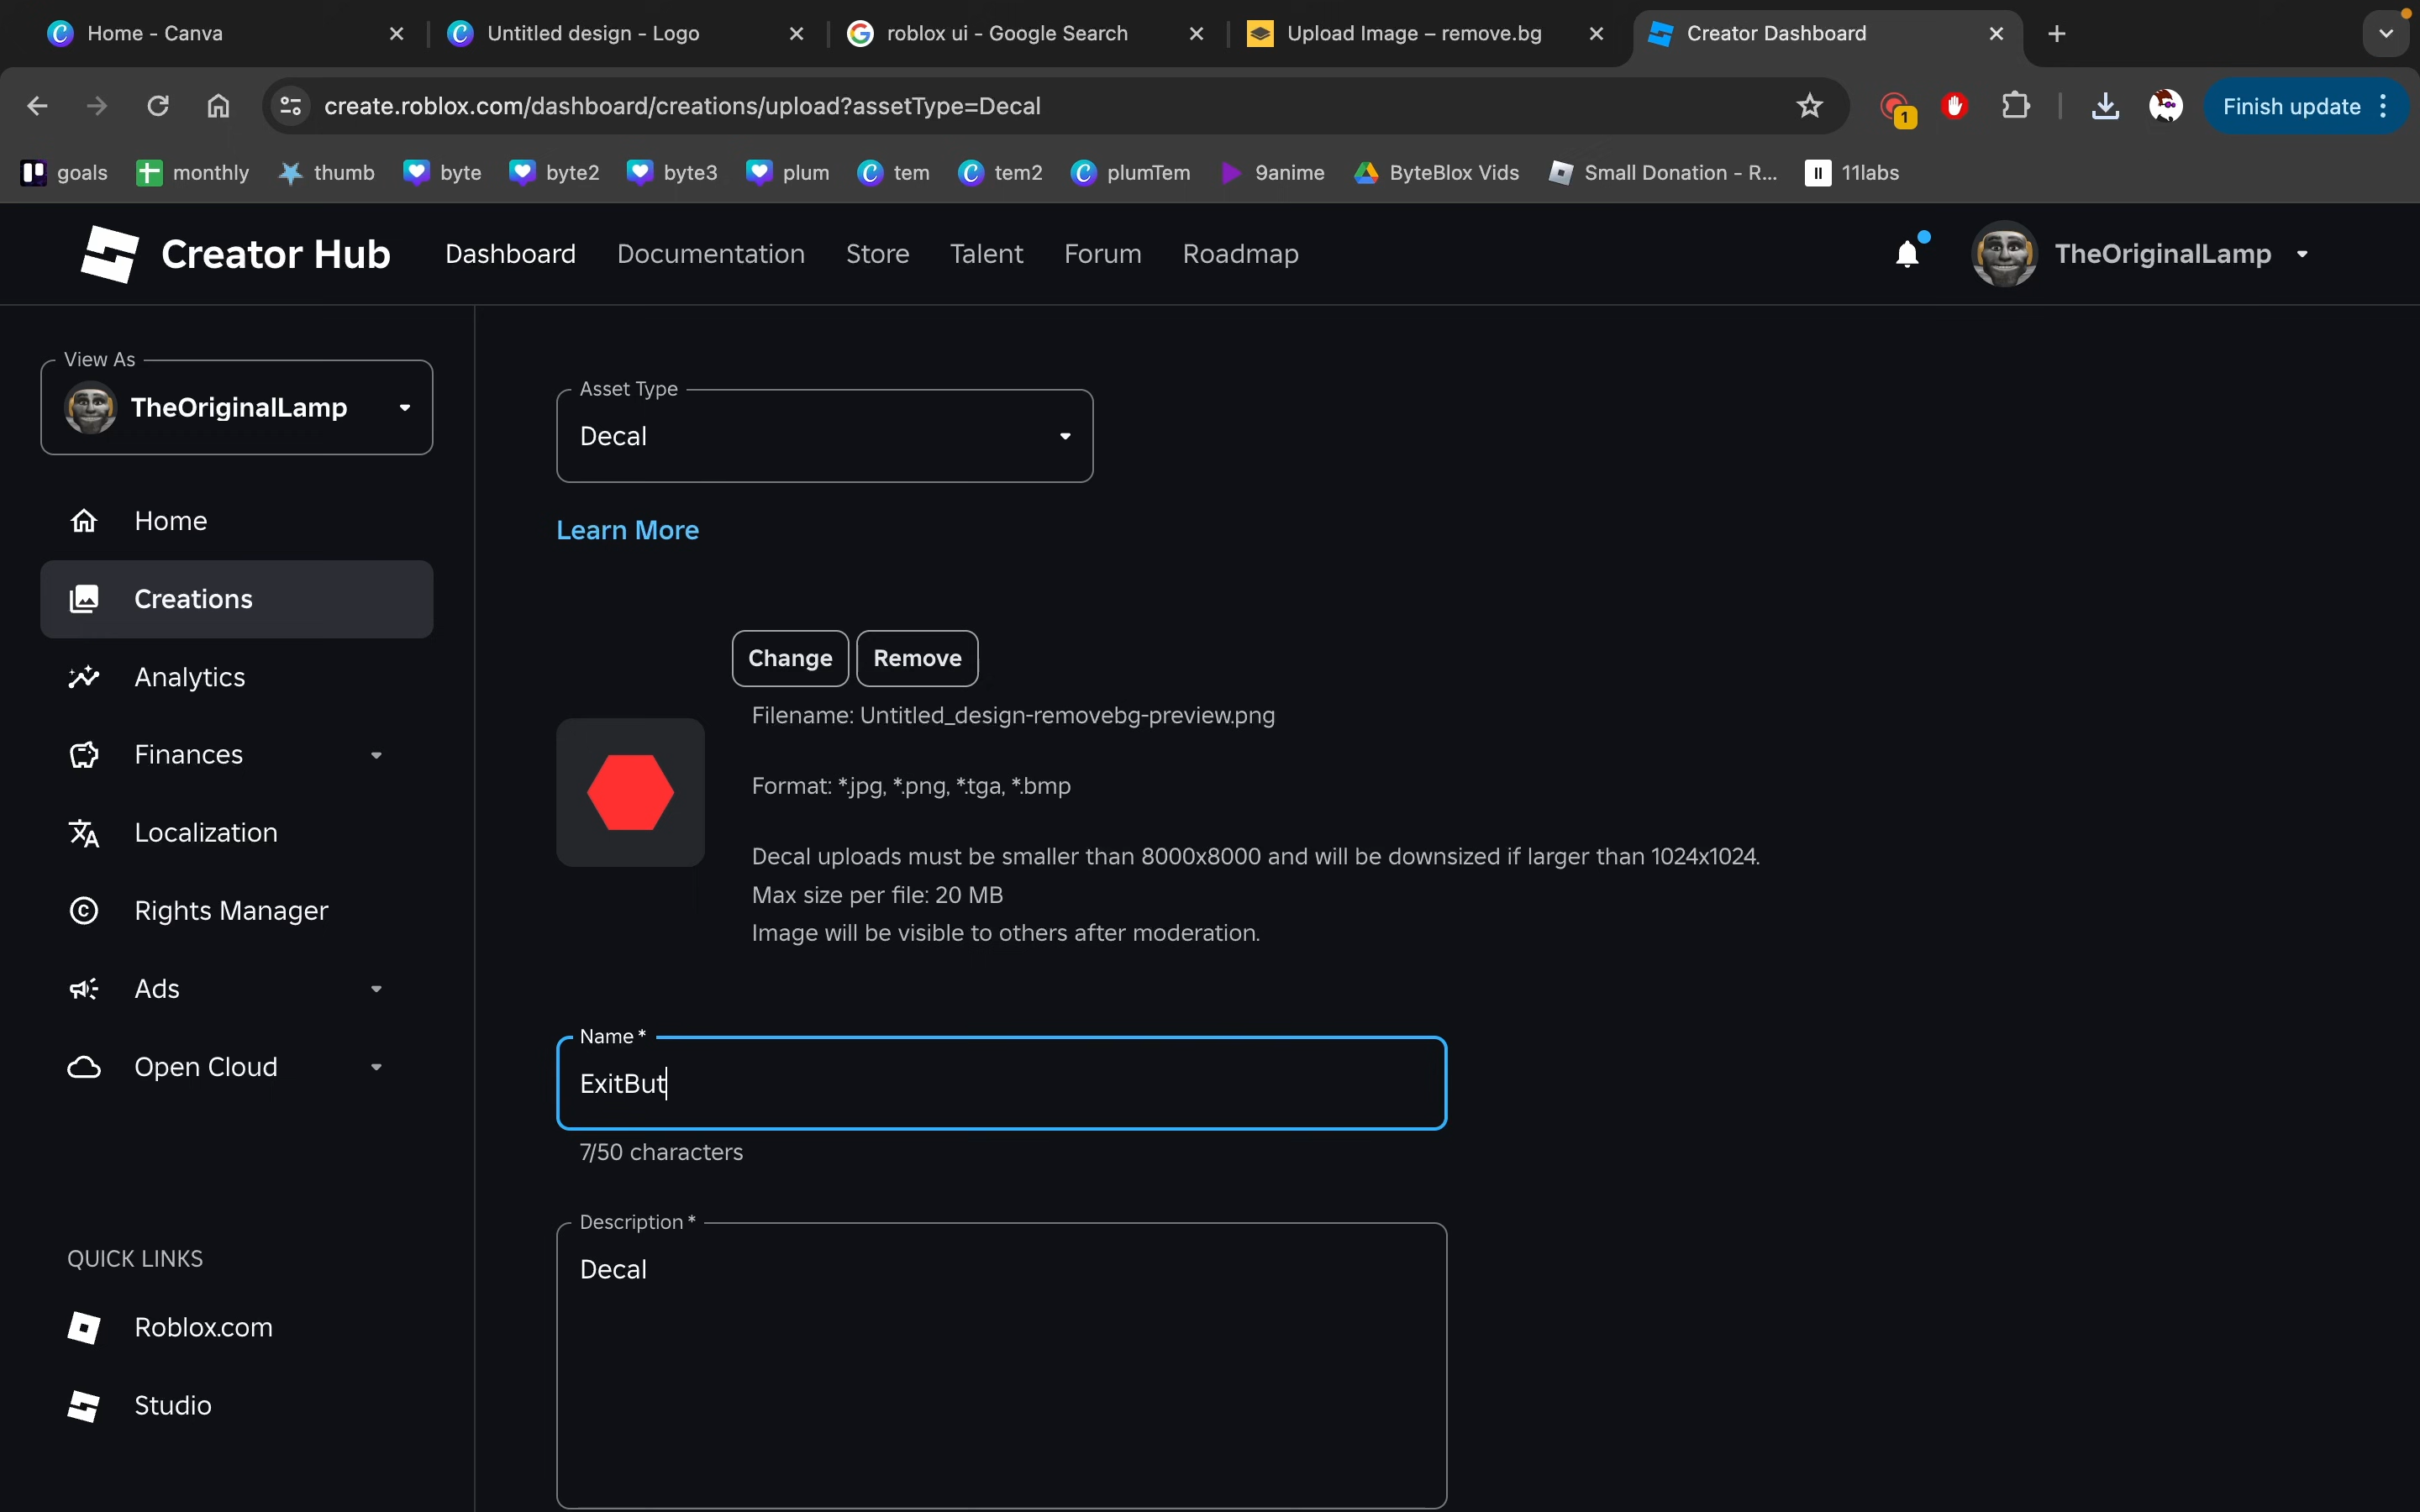 Home - Canva
Untitled design - Logo
roblox ui - Google Search
Upload Image – remove.bg
Creator Dashboard
create.roblox.com/dashboard/creations/upload?assetType=Decal
1
Finish update
goals
monthly
thumb
byte
byte2
byte3
plum
tem
tem2
plumTem
9anime
ByteBlox Vids
Small Donation - R...
11labs
Creator Hub
Dashboard
Documentation
Store
Talent
Forum
Roadmap
TheOriginalLamp
View As
TheOriginalLamp
Home
Creations
Analytics
Finances
Localization
Rights Manager
Ads
Open Cloud
QUICK LINKS
Roblox.com
Studio
Asset Type
Decal
Learn More
Change
Remove
Filename: Untitled_design-removebg-preview.png
Format: *.jpg, *.png, *.tga, *.bmp
Decal uploads must be smaller than 8000x8000 and will be downsized if larger than 1024x1024.
Max size per file: 20 MB
Image will be visible to others after moderation.
Name *
ExitBut
7/50 characters
Description *
Decal